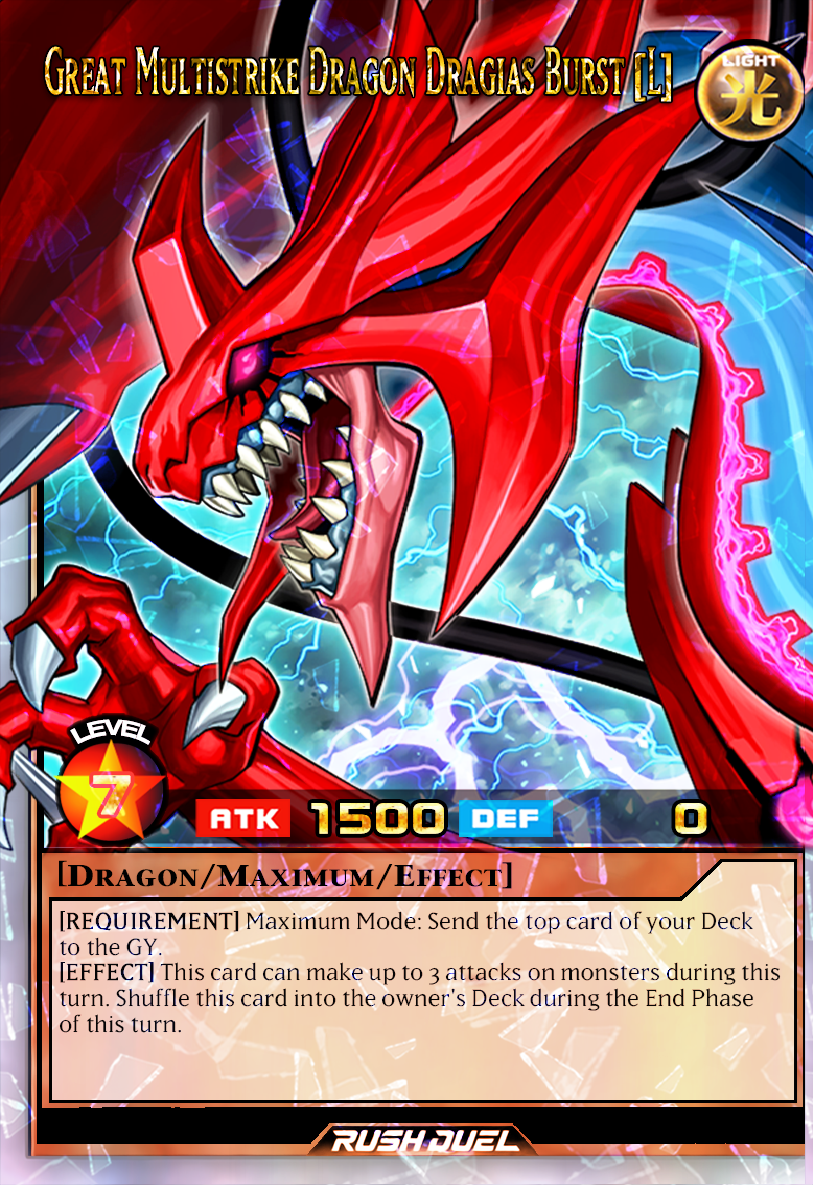 Great Multistrike Dragon Dragias Burst [L]
LIGHT
光
LEVEL
7
ATK 1500 DEF 0
[Dragon/Maximum/Effect]
[REQUIREMENT] Maximum Mode: Send the top card of your Deck
to the GY.
[EFFECT] This card can make up to 3 attacks on monsters during this
turn. Shuffle this card into the owner's Deck during the End Phase
of this turn.
RUSH DUEL